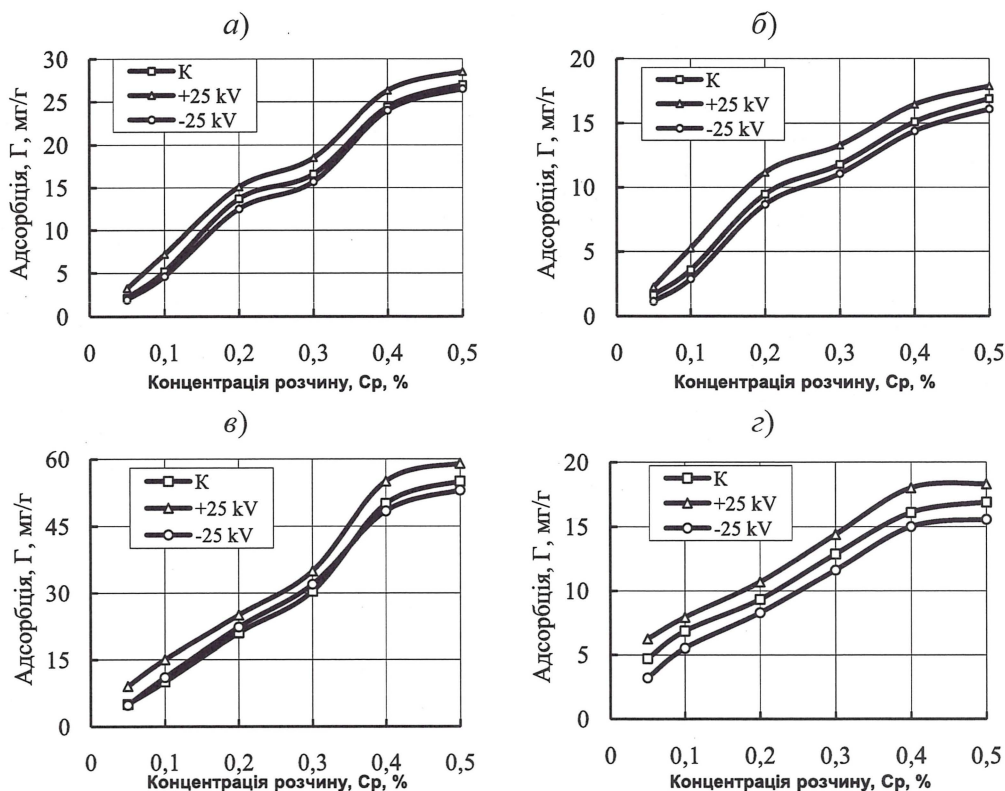 а)
Адсорбція, Г, мг/г
30
25
20
15
10
5
0
К
+25 kV
-25 kV
0 0,1 0,2 0,3 0,4 0,5
Концентрація розчину, Ср, %
б)
Адсорбція, Г, мг/г
20
15
10
5
0
К
+25 kV
-25 kV
0 0,1 0,2 0,3 0,4 0,5
Концентрація розчину, Ср, %
в)
Адсорбція, Г, мг/г
60
45
30
15
0
К
+25 kV
-25 kV
0 0,1 0,2 0,3 0,4 0,5
Концентрація розчину, Ср, %
г)
Адсорбція, Г, мг/г
20
15
10
5
0
К
+25 kV
-25 kV
0 0,1 0,2 0,3 0,4 0,5
Концентрація розчину, Ср, %